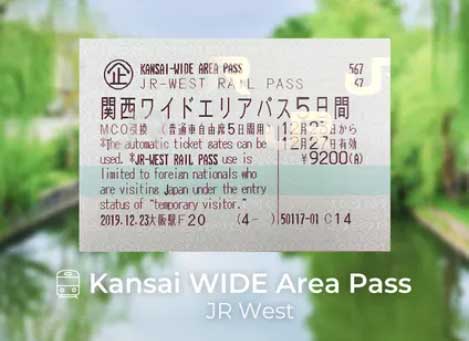 企 KANSAI-WIDE AREA PASS 567
JR-WEST RAIL PASS 47
関西ワイドエリアパス5日間
MCO引換 (普通車自由席5日間用) 12月23日から
*The automatic ticket gates can be 12月27日有効
used. *JR-WEST RAIL PASS use is ￥9200(A)
limited to foreign nationals who
are visiting Japan under the entry
status of "temporary visitor."
2019.12.23大阪駅F20 (4- ) 50117-01 C14
Kansai WIDE Area Pass
JR West